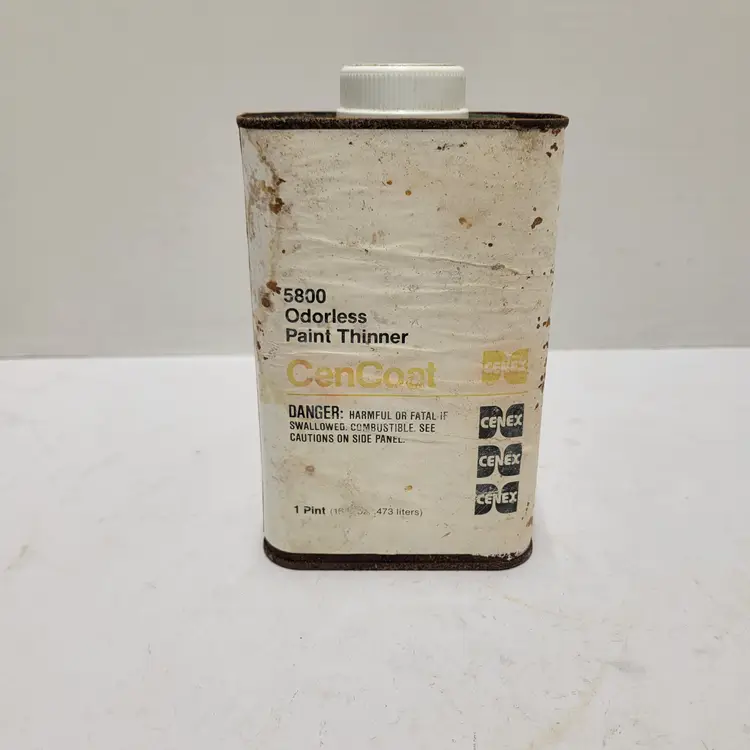 5800
Odorless
Paint Thinner
CenCoat
CENEX
DANGER: HARMFUL OR FATAL IF
SWALLOWED. COMBUSTIBLE. SEE
CAUTIONS ON SIDE PANEL.
CENEX
CENEX
CENEX
1 Pint .473 liters)